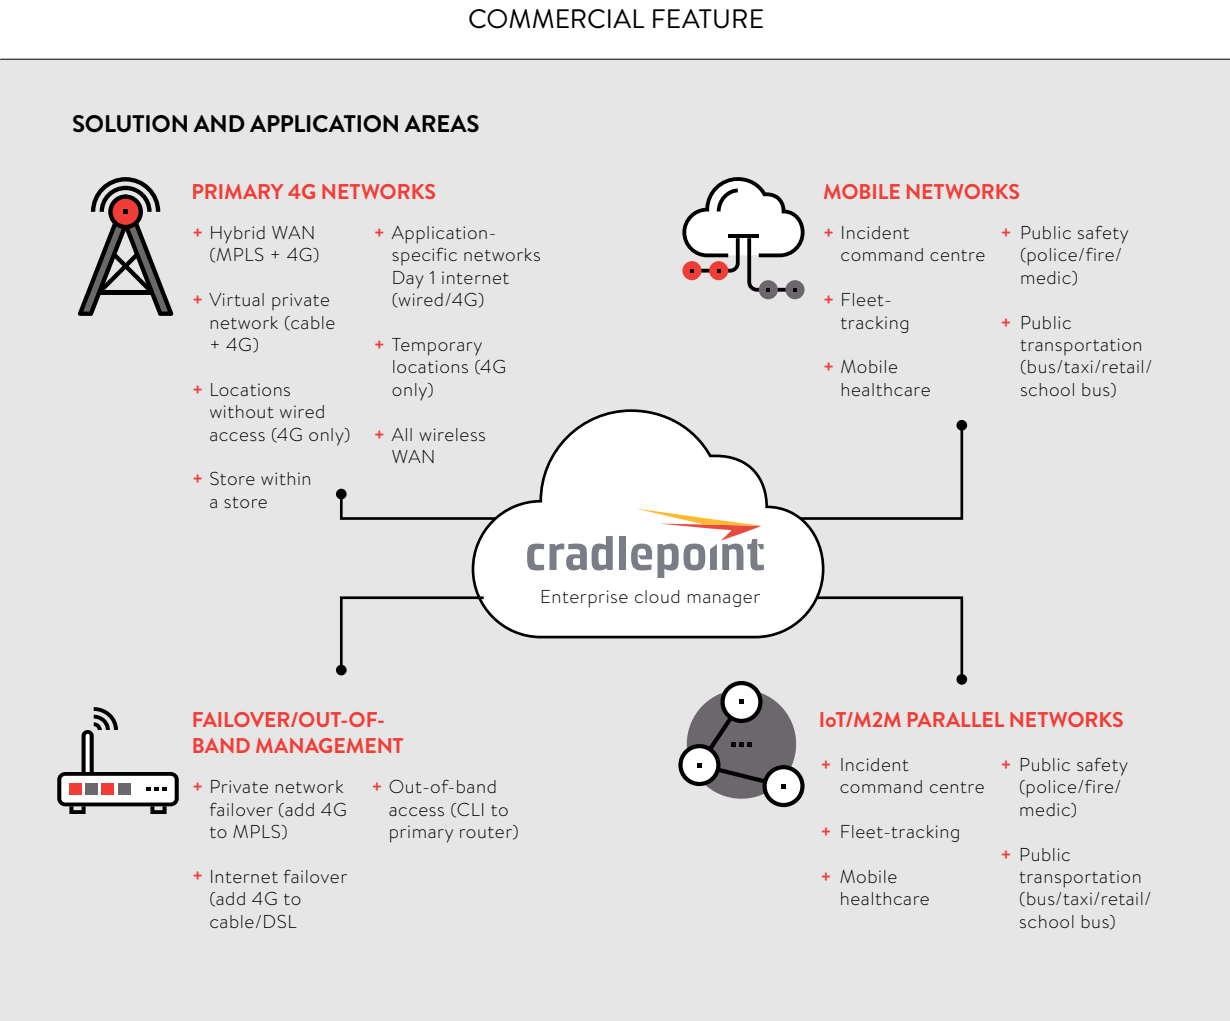 COMMERCIAL FEATURE
SOLUTION AND APPLICATION AREAS
PRIMARY 4G NETWORKS
+ Hybrid WAN
(MPLS + 4G)
+ Virtual private
network (cable
+ 4G)
+ Locations
without wired
access (4G only)
+ Store within
a store
+ Application-
specific networks
Day 1 internet
(wired/4G)
+ Temporary
locations (4G
only)
+ All wireless
WAN
MOBILE NETWORKS
+ Incident
command centre
+ Fleet-
tracking
+ Mobile
healthcare
+ Public safety
(police/fire/
medic)
+ Public
transportation
(bus/taxi/retail/
school bus)
cradlepoint
Enterprise cloud manager
FAILOVER/OUT-OF-
BAND MANAGEMENT
+ Private network
failover (add 4G
to MPLS)
+ Internet failover
(add 4G to
cable/DSL
+ Out-of-band
access (CLI to
primary router)
IoT/M2M PARALLEL NETWORKS
+ Incident
command centre
+ Fleet-tracking
+ Mobile
healthcare
+ Public safety
(police/fire/
medic)
+ Public
transportation
(bus/taxi/retail/
school bus)